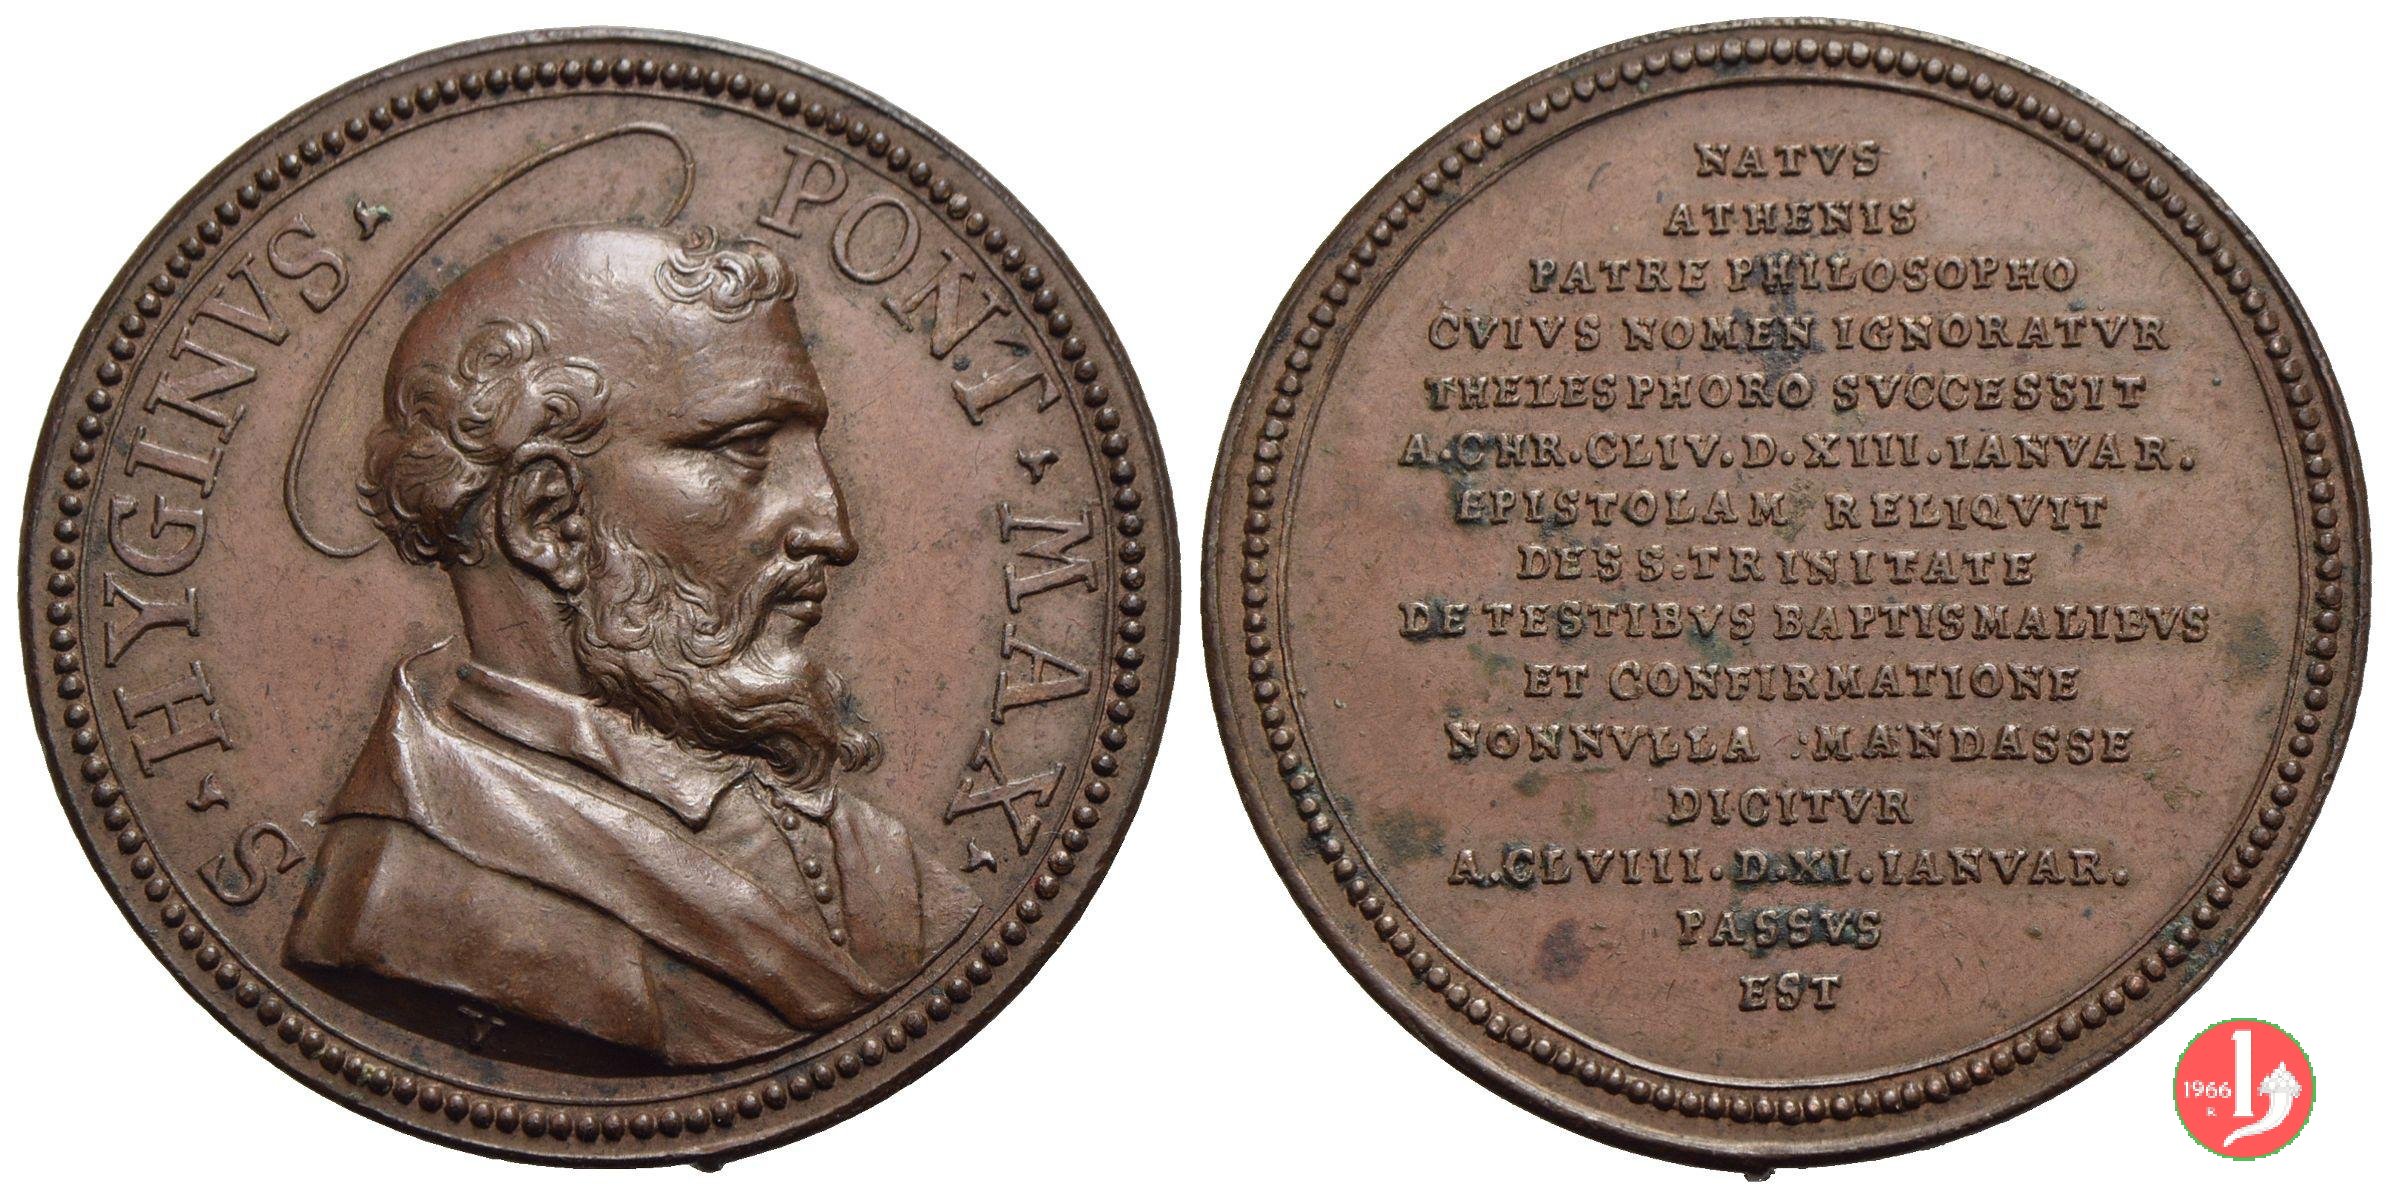 S · HYGINVS · PONT · MAX ·
V
NATVS
ATHENIS
PATRE PHILOSOPHO
CVIVS NOMEN IGNORATVR
THELESPHORO SVCCESSIT
A.CHR.CLIV.D.XIII.IANVAR.
EPISTOLAM RELIQVIT
DE S S.TRINITATE
DE TESTIBVS BAPTISMALIBVS
ET CONFIRMATIONE
NONNVLLA MANDASSE
DICITVR
A.CLVIII.D.XI.IANVAR.
PASSVS
EST
1966
R